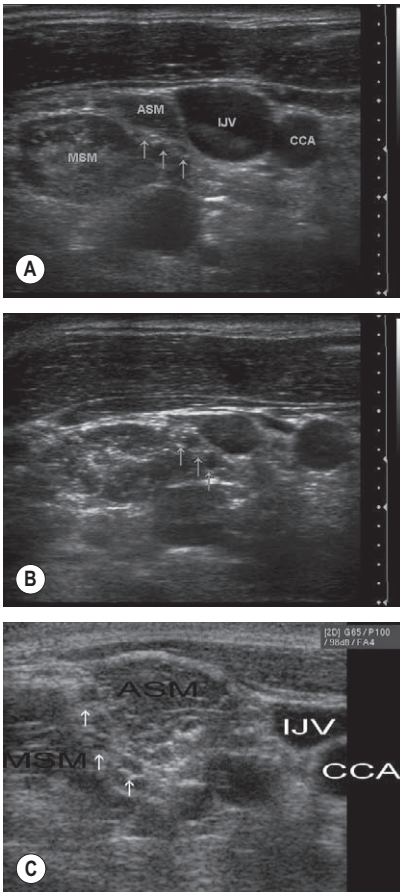 ASM
IJV
CCA
MSM
A
B
[2D] G65/P100
/98dB/FA4
ASM
IJV
MSM
CCA
C